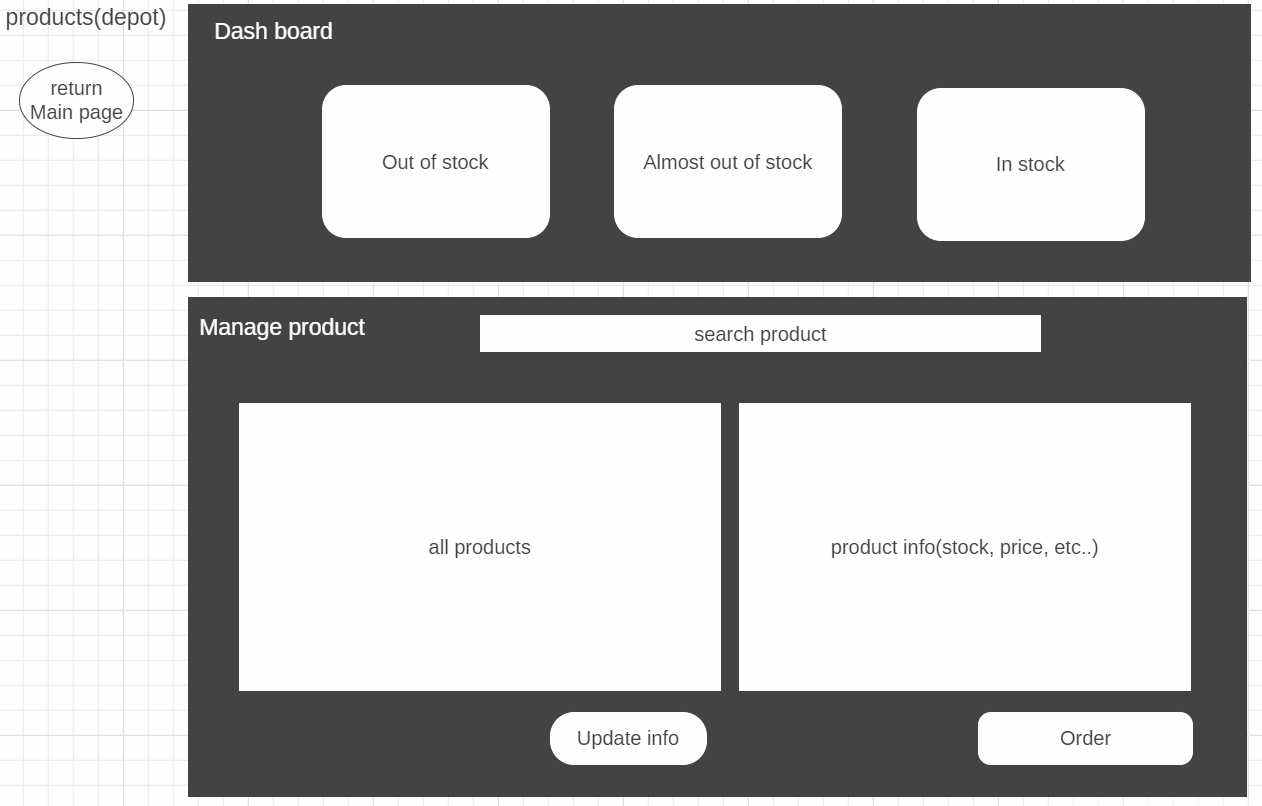 products(depot)
return
Main page
Dash board
Out of stock
Almost out of stock
In stock
Manage product
search product
all products
product info(stock, price, etc..)
Update info
Order